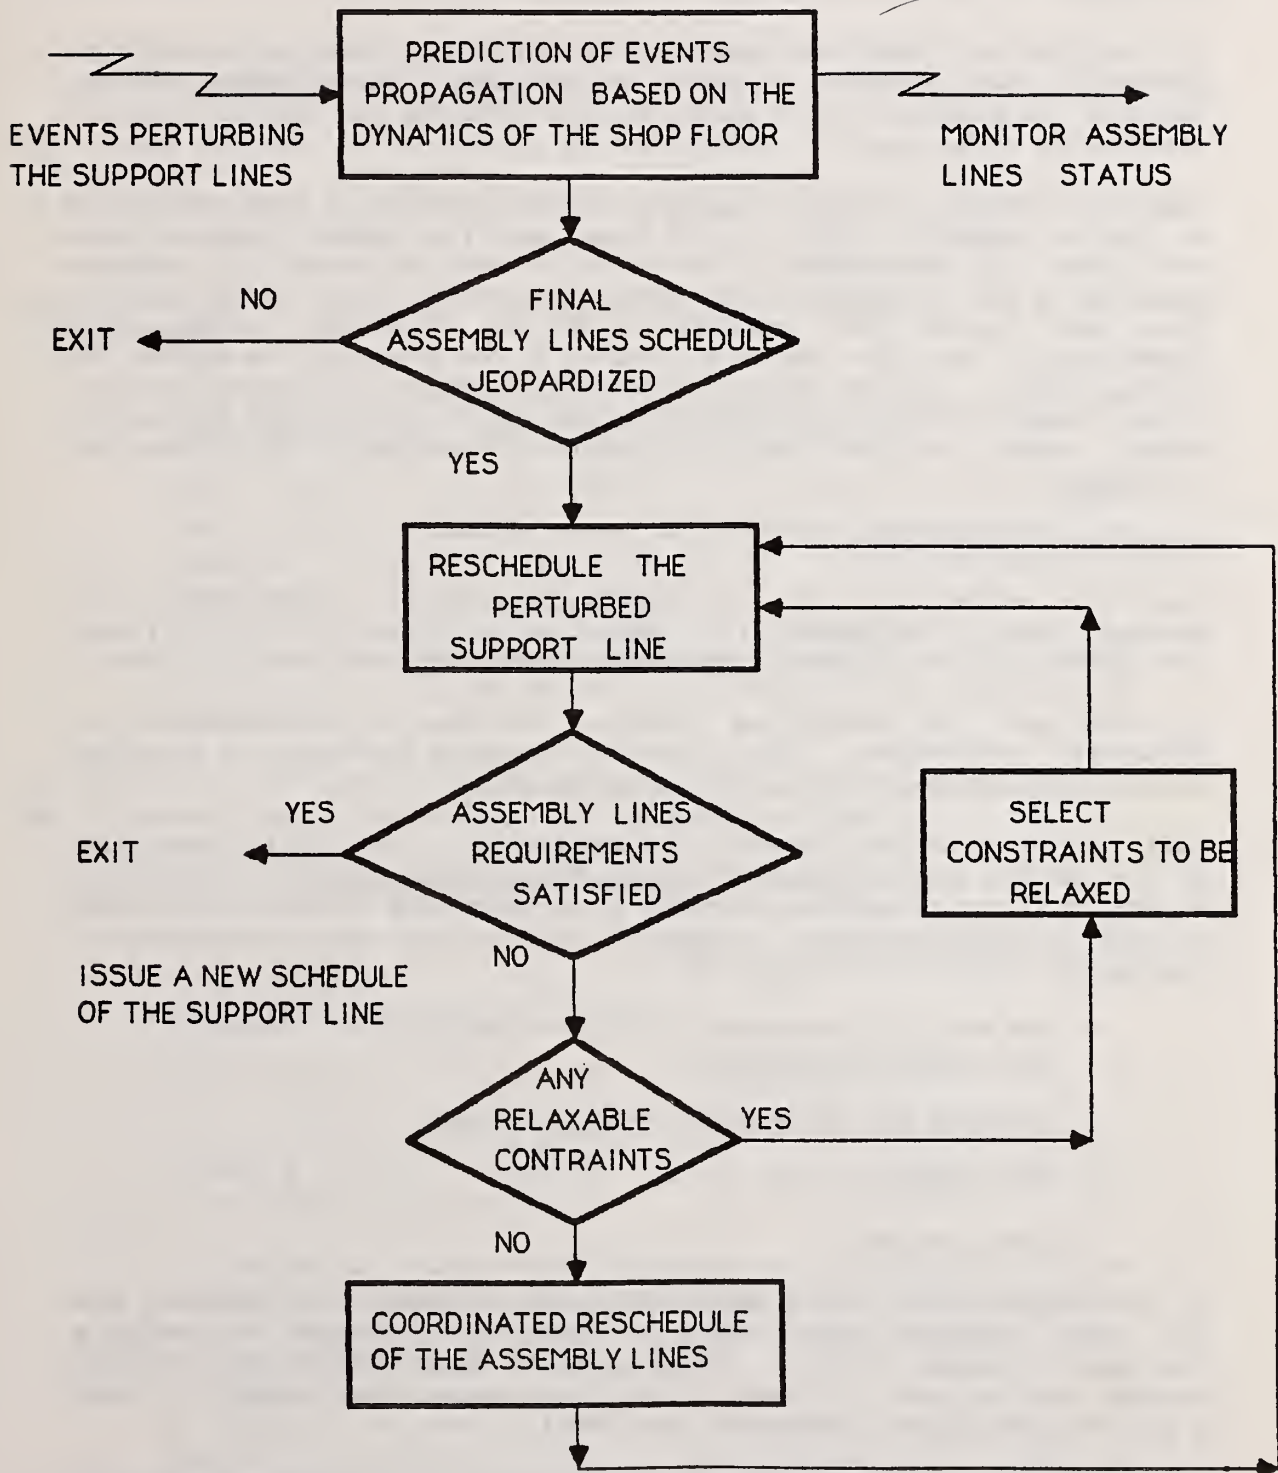 PREDICTION OF EVENTS
PROPAGATION BASED ON THE
DYNAMICS OF THE SHOP FLOOR
EVENTS PERTURBING
THE SUPPORT LINES
MONITOR ASSEMBLY
LINES STATUS
NO
EXIT
FINAL
ASSEMBLY LINES SCHEDULE
JEOPARDIZED
YES
RESCHEDULE THE
PERTURBED
SUPPORT LINE
YES
EXIT
ASSEMBLY LINES
REQUIREMENTS
SATISFIED
SELECT
CONSTRAINTS TO BE
RELAXED
NO
ISSUE A NEW SCHEDULE
OF THE SUPPORT LINE
ANY
RELAXABLE
CONTRAINTS
YES
NO
COORDINATED RESCHEDULE
OF THE ASSEMBLY LINES